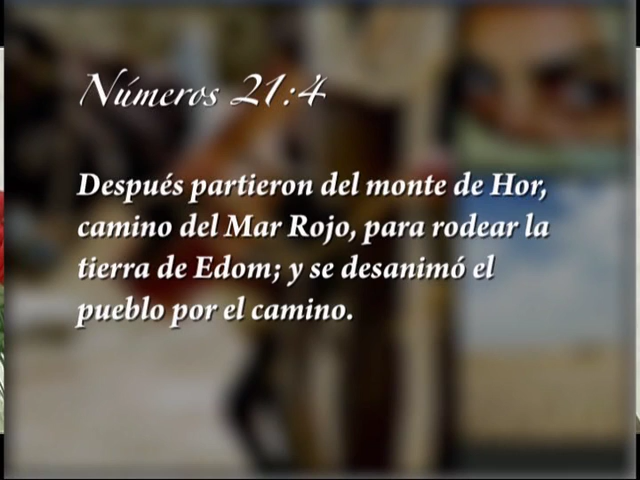 Números 21:4
Después partieron del monte de Hor,
camino del Mar Rojo, para rodear la
tierra de Edom; y se desanimó el
pueblo por el camino.